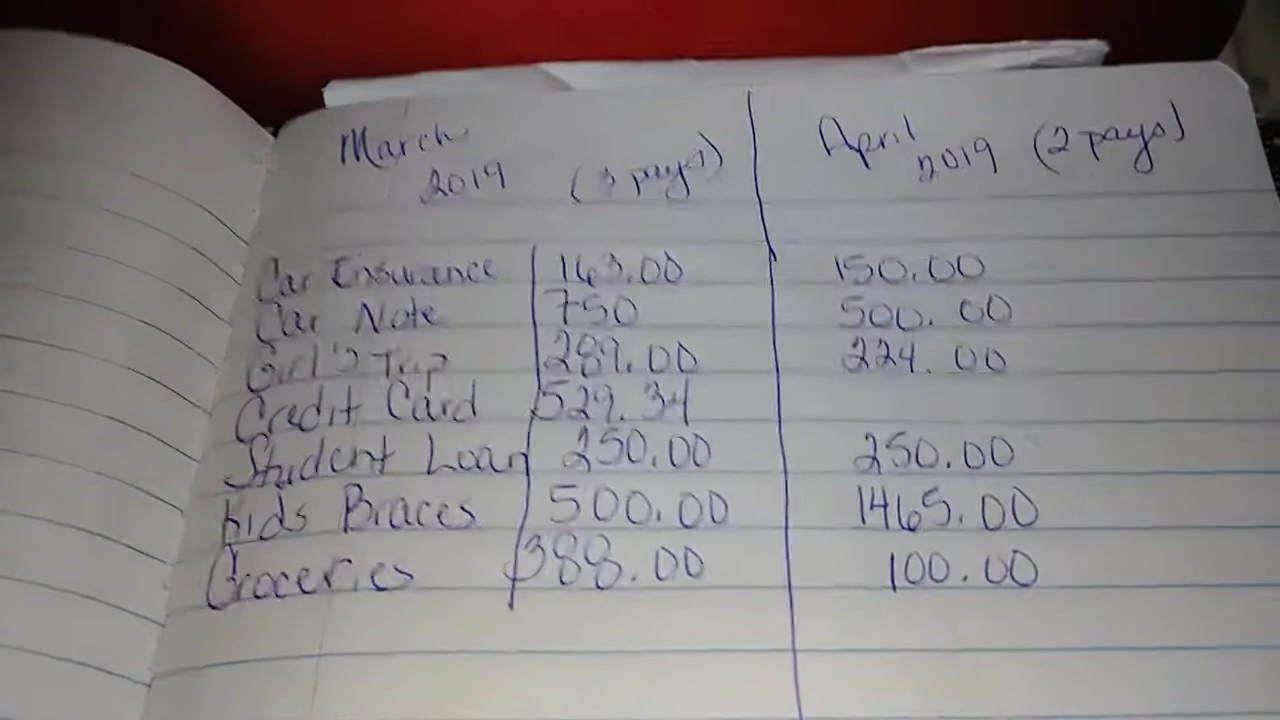 March April
2019 (3 pays) 2019 (2 pays)
Car Insurance 163.00 150.00
Car Note 750 500.00
Girl's Trip 289.00 224.00
Credit Card 529.34
Student Loan 250.00 250.00
Kids Braces 500.00 1465.00
Groceries 388.00 100.00